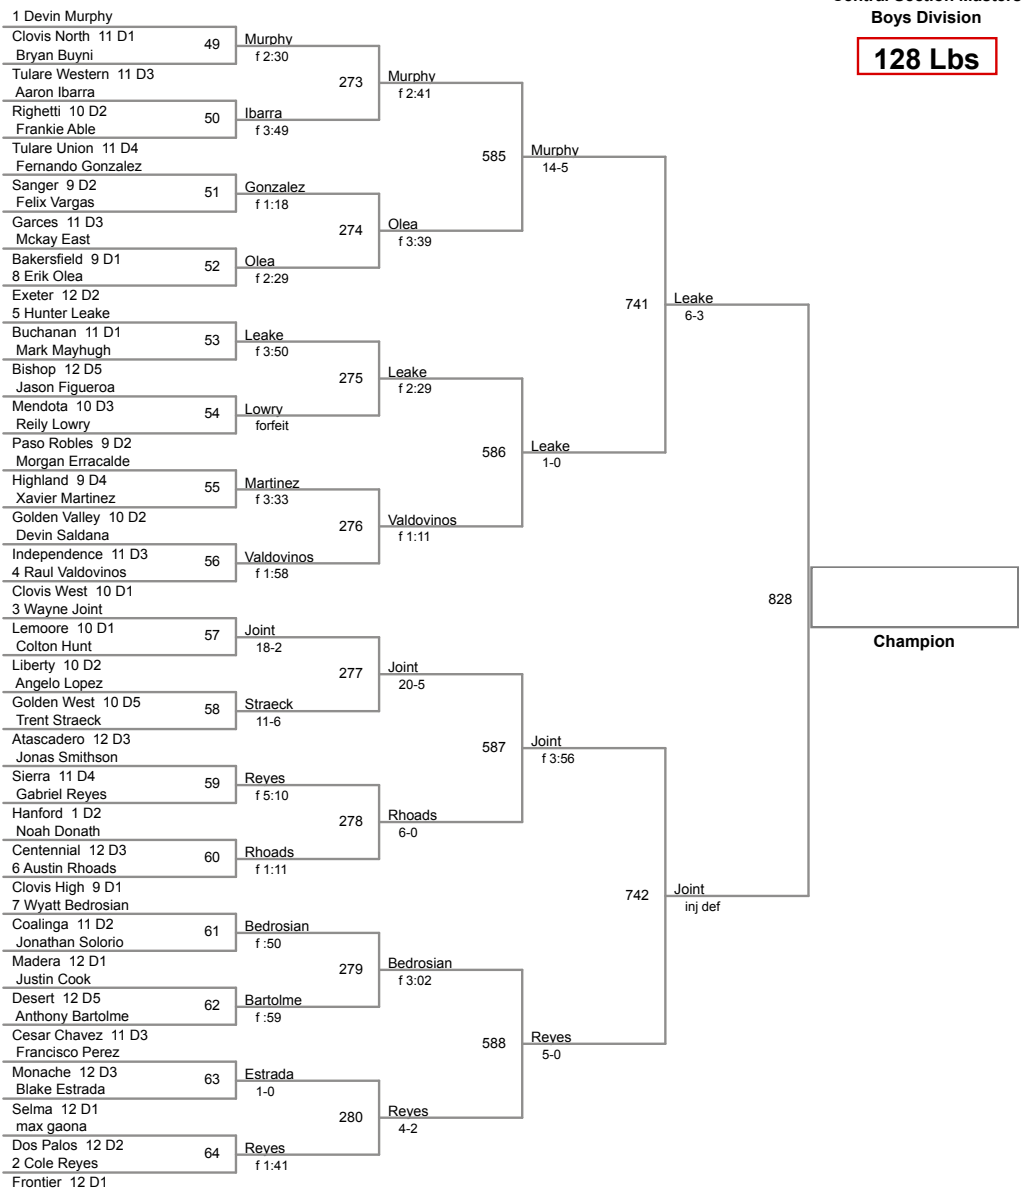 Central Section Masters
Boys Division
128 Lbs
1 Devin Murphy
Clovis North 11 D1
Bryan Buyni
Tulare Western 11 D3
Aaron Ibarra
Righetti 10 D2
Frankie Able
Tulare Union 11 D4
Fernando Gonzalez
Sanger 9 D2
Felix Vargas
Garces 11 D3
Mckay East
Bakersfield 9 D1
8 Erik Olea
Exeter 12 D2
5 Hunter Leake
Buchanan 11 D1
Mark Mayhugh
Bishop 12 D5
Jason Figueroa
Mendota 10 D3
Reily Lowry
Paso Robles 9 D2
Morgan Erracalde
Highland 9 D4
Xavier Martinez
Golden Valley 10 D2
Devin Saldana
Independence 11 D3
4 Raul Valdovinos
Clovis West 10 D1
3 Wayne Joint
Lemoore 10 D1
Colton Hunt
Liberty 10 D2
Angelo Lopez
Golden West 10 D5
Trent Straeck
Atascadero 12 D3
Jonas Smithson
Sierra 11 D4
Gabriel Reyes
Hanford 1 D2
Noah Donath
Centennial 12 D3
6 Austin Rhoads
Clovis High 9 D1
7 Wyatt Bedrosian
Coalinga 11 D2
Jonathan Solorio
Madera 12 D1
Justin Cook
Desert 12 D5
Anthony Bartolme
Cesar Chavez 11 D3
Francisco Perez
Monache 12 D3
Blake Estrada
Selma 12 D1
max gaona
Dos Palos 12 D2
2 Cole Reyes
Frontier 12 D1
49
50
51
52
53
54
55
56
57
58
59
60
61
62
63
64
Murphy
f 2:30
Ibarra
f 3:49
Gonzalez
f 1:18
Olea
f 2:29
Leake
f 3:50
Lowry
forfeit
Martinez
f 3:33
Valdovinos
f 1:58
Joint
18-2
Straeck
11-6
Reyes
f 5:10
Rhoads
f 1:11
Bedrosian
f :50
Bartolme
f :59
Estrada
1-0
Reyes
f 1:41
273
274
275
276
277
278
279
280
Murphy
f 2:41
Olea
f 3:39
Leake
f 2:29
Valdovinos
f 1:11
Joint
20-5
Rhoads
6-0
Bedrosian
f 3:02
Reyes
4-2
585
586
587
588
Murphy
14-5
Leake
1-0
Joint
f 3:56
Reyes
5-0
741
742
Leake
6-3
Joint
inj def
828
Champion